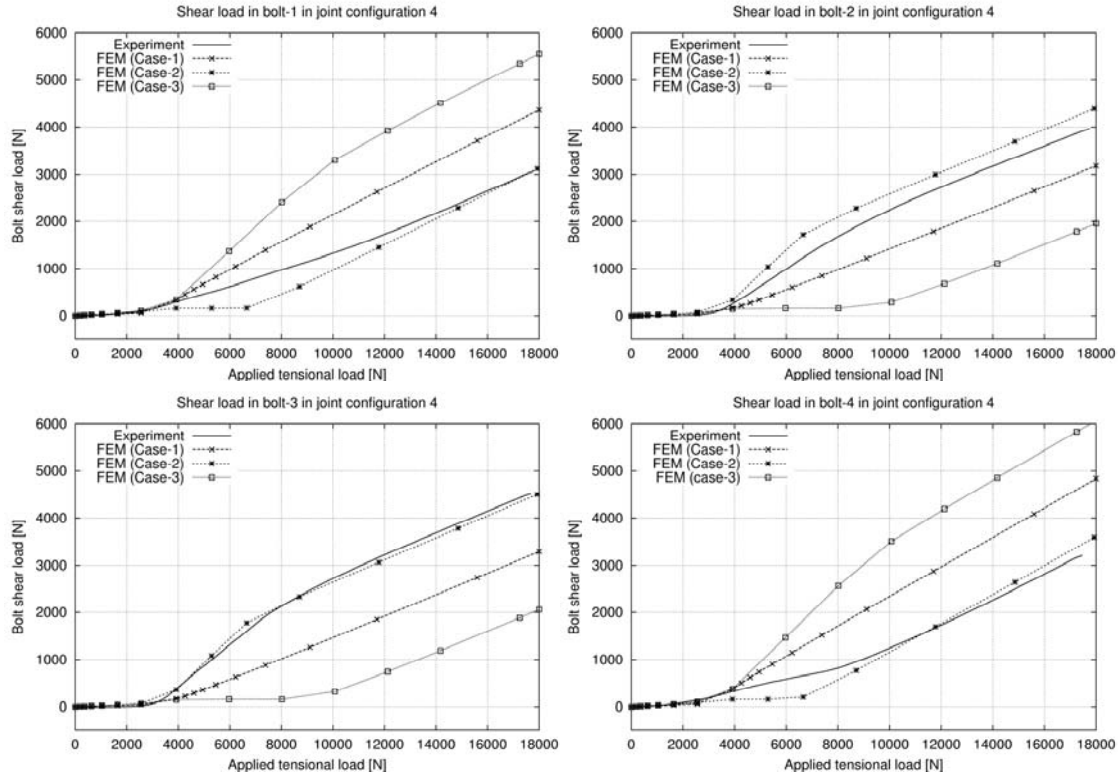 Shear load in bolt-1 in joint configuration 4
6000
5000
4000
3000
2000
1000
0
Bolt shear load [N]
Experiment
FEM (Case-1)
FEM (Case-2)
FEM (Case-3)
0 2000 4000 6000 8000 10000 12000 14000 16000 18000
Applied tensional load [N]
Shear load in bolt-2 in joint configuration 4
6000
5000
4000
3000
2000
1000
0
Bolt shear load [N]
Experiment
FEM (Case-1)
FEM (Case-2)
FEM (Case-3)
0 2000 4000 6000 8000 10000 12000 14000 16000 18000
Applied tensional load [N]
Shear load in bolt-3 in joint configuration 4
6000
5000
4000
3000
2000
1000
0
Bolt shear load [N]
Experiment
FEM (Case-1)
FEM (Case-2)
FEM (Case-3)
0 2000 4000 6000 8000 10000 12000 14000 16000 18000
Applied tensional load [N]
Shear load in bolt-4 in joint configuration 4
6000
5000
4000
3000
2000
1000
0
Bolt shear load [N]
Experiment
FEM (Case-1)
FEM (Case-2)
FEM (case-3)
0 2000 4000 6000 8000 10000 12000 14000 16000 18000
Applied tensional load [N]